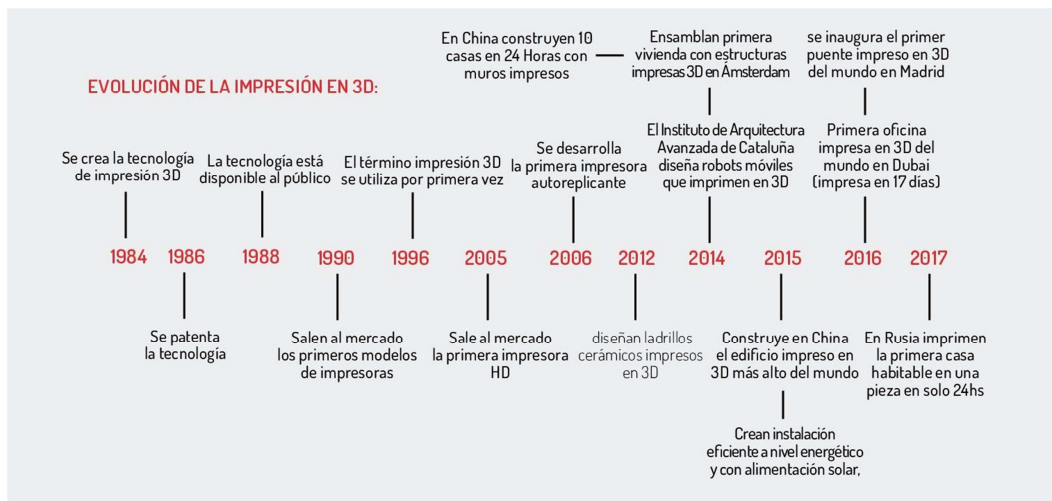 EVOLUCIÓN DE LA IMPRESIÓN EN 3D:
En China construyen 10
casas en 24 Horas con
muros impresos
Ensamblan primera
vivienda con estructuras
impresas 3D en Ámsterdam
se inaugura el primer
puente impreso en 3D
del mundo en Madrid
Se crea la tecnología
de impresión 3D
La tecnología está
disponible al público
El término impresión 3D
se utiliza por primera vez
Se desarrolla
la primera impresora
autoreplicante
El Instituto de Arquitectura
Avanzada de Cataluña
diseña robots móviles
que imprimen en 3D
Primera oficina
impresa en 3D del
mundo en Dubai
(impresa en 17 días)
1984 1986 1988 1990 1996 2005 2006 2012 2014 2015 2016 2017
Se patenta
la tecnología
Salen al mercado
los primeros modelos
de impresoras
Sale al mercado
la primera impresora
HD
diseñan ladrillos
cerámicos impresos
en 3D
Construye en China
el edificio impreso en
3D más alto del mundo
En Rusia imprimen
la primera casa
habitable en una
pieza en solo 24hs
Crean instalación
eficiente a nivel energético
y con alimentación solar,